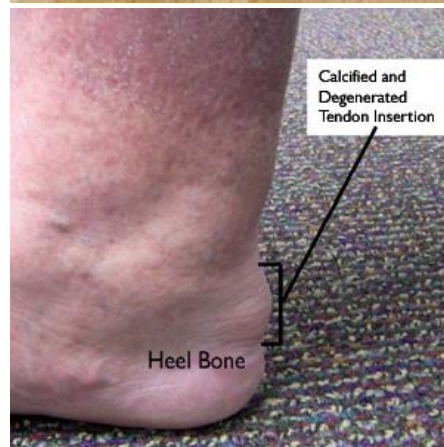 Calcified and
Degenerated
Tendon Insertion
Heel Bone